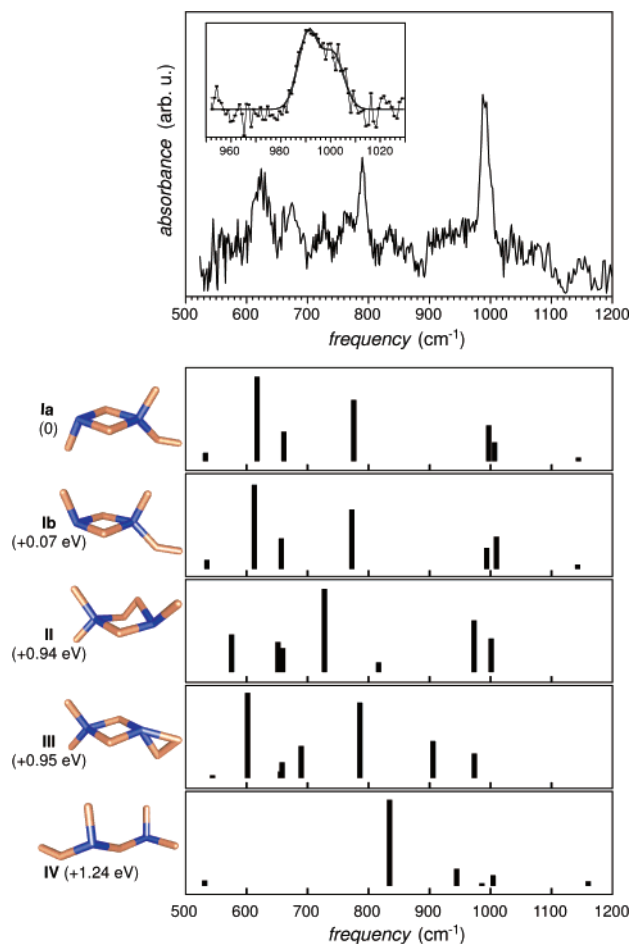 absorbance (arb. u.)
960 980 1000 1020
500 600 700 800 900 1000 1100 1200
frequency (cm-1)
Ia
(0)
Ib
(+0.07 eV)
II
(+0.94 eV)
III
(+0.95 eV)
IV (+1.24 eV)
500 600 700 800 900 1000 1100 1200
frequency (cm-1)